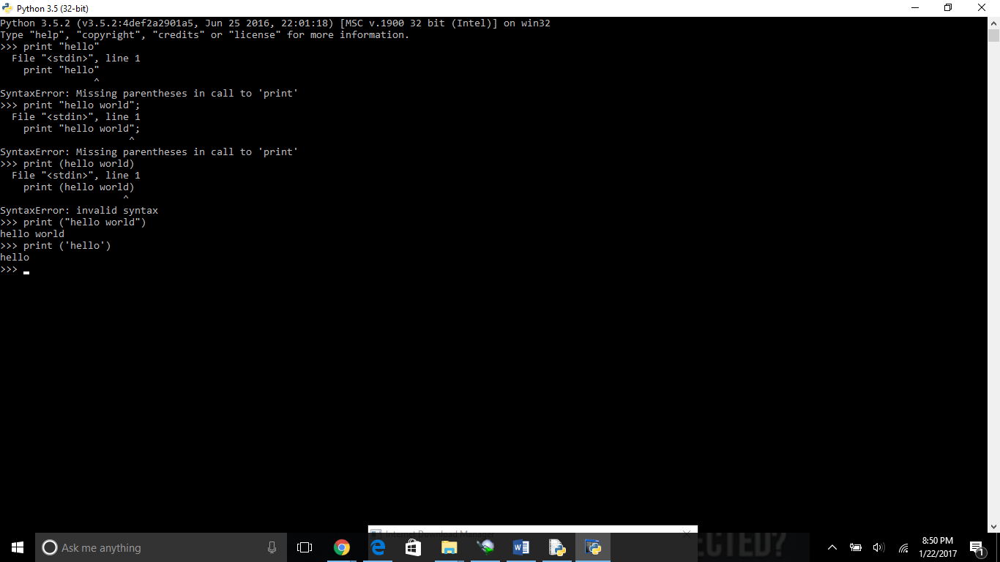 Python 3.5 (32-bit)
Python 3.5.2 (v3.5.2:4def2a2901a5, Jun 25 2016, 22:01:18) [MSC v.1900 32 bit (Intel)] on win32
Type "help", "copyright", "credits" or "license" for more information.
>>> print "hello"
  File "<stdin>", line 1
    print "hello"
                ^
SyntaxError: Missing parentheses in call to 'print'
>>> print "hello world";
  File "<stdin>", line 1
    print "hello world";
                      ^
SyntaxError: Missing parentheses in call to 'print'
>>> print (hello world)
  File "<stdin>", line 1
    print (hello world)
                     ^
SyntaxError: invalid syntax
>>> print ("hello world")
hello world
>>> print ('hello')
hello
>>>
Internet Download Manager
ECTED?
Ask me anything
8:50 PM
1/22/2017
1